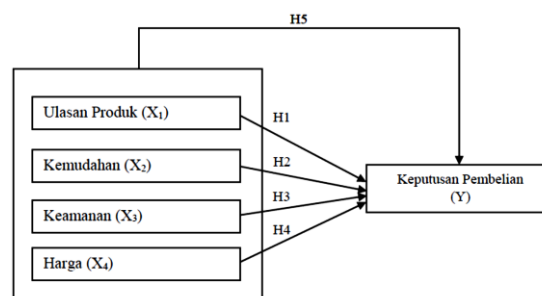 H5
Ulasan Produk (X₁)
H1
Kemudahan (X₂)
H2
Keputusan Pembelian
(Y)
Keamanan (X₃)
H3
H4
Harga (X₄)